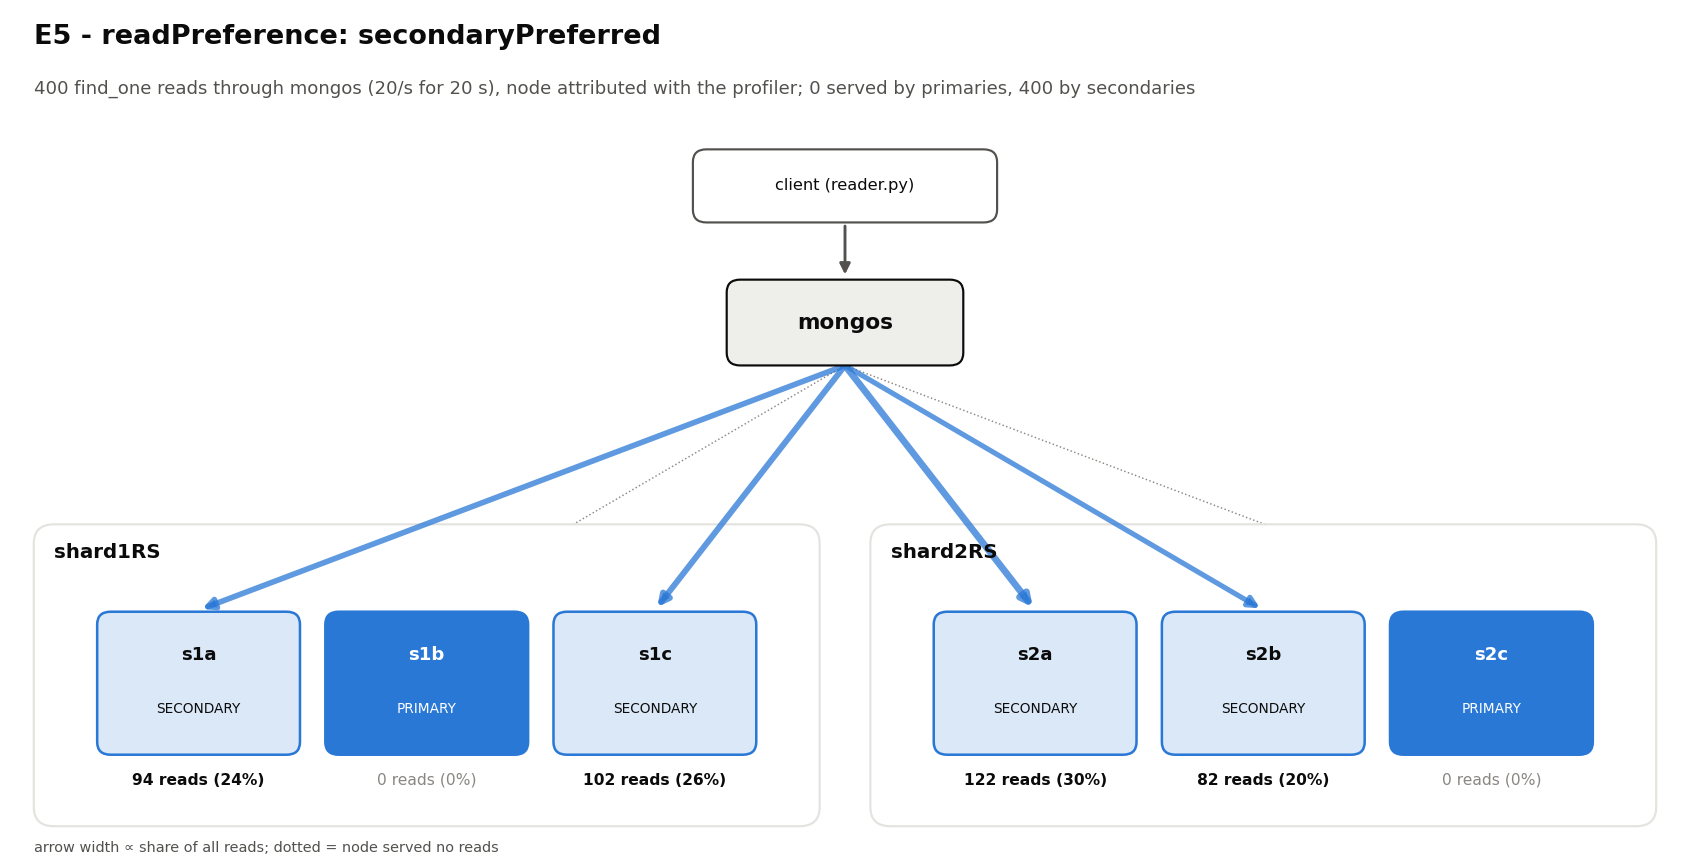 E5 - readPreference: secondaryPreferred
400 find_one reads through mongos (20/s for 20 s), node attributed with the profiler; 0 served by primaries, 400 by secondaries
client (reader.py)
mongos
shard1RS
s1a
SECONDARY
94 reads (24%)
s1b
PRIMARY
0 reads (0%)
s1c
SECONDARY
102 reads (26%)
shard2RS
s2a
SECONDARY
122 reads (30%)
s2b
SECONDARY
82 reads (20%)
s2c
PRIMARY
0 reads (0%)
arrow width ∝ share of all reads; dotted = node served no reads